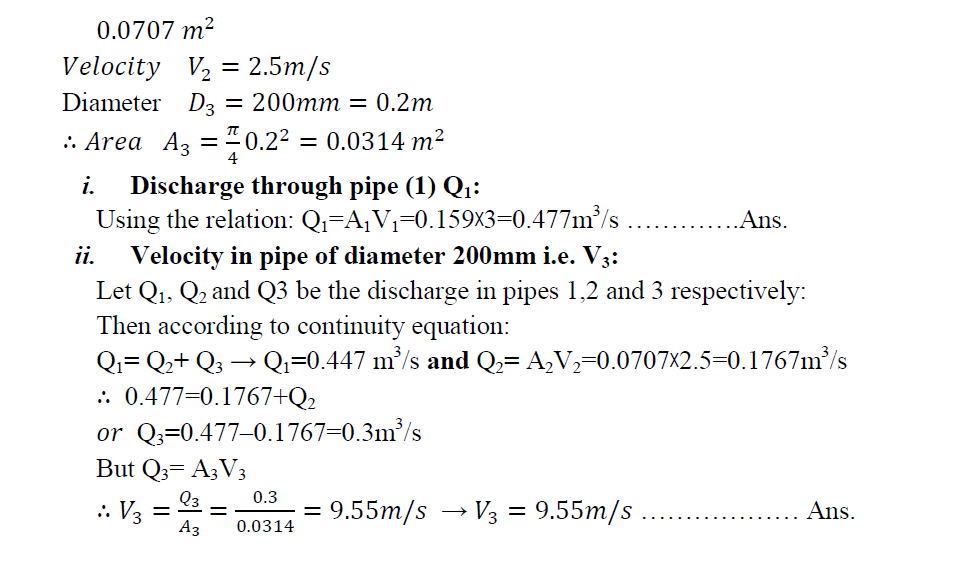 0.0707 m²
Velocity V₂ = 2.5m/s
Diameter D₃ = 200mm = 0.2m
∴ Area A₃ = π/4 0.2² = 0.0314 m²
i. Discharge through pipe (1) Q₁:
Using the relation: Q₁=A₁V₁=0.159x3=0.477m³/s .............Ans.
ii. Velocity in pipe of diameter 200mm i.e. V₃:
Let Q₁, Q₂ and Q3 be the discharge in pipes 1,2 and 3 respectively:
Then according to continuity equation:
Q₁= Q₂+ Q₃ → Q₁=0.447 m³/s and Q₂= A₂V₂=0.0707x2.5=0.1767m³/s
∴ 0.477=0.1767+Q₂
or Q₃=0.477–0.1767=0.3m³/s
But Q₃= A₃V₃
∴ V₃ = Q₃/A₃ = 0.3/0.0314 = 9.55m/s → V₃ = 9.55m/s .................. Ans.